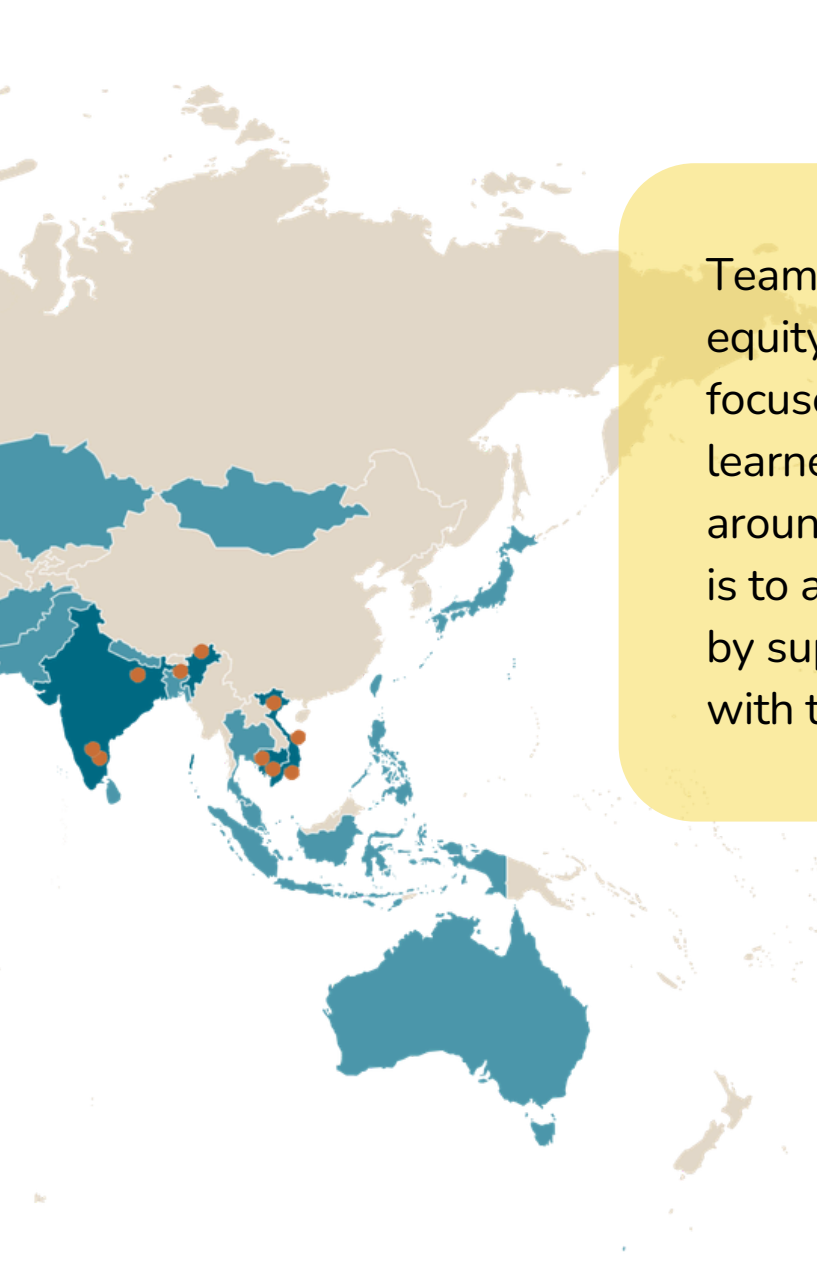 Team
equity
focuse
learne
aroun
is to a
by sup
with t